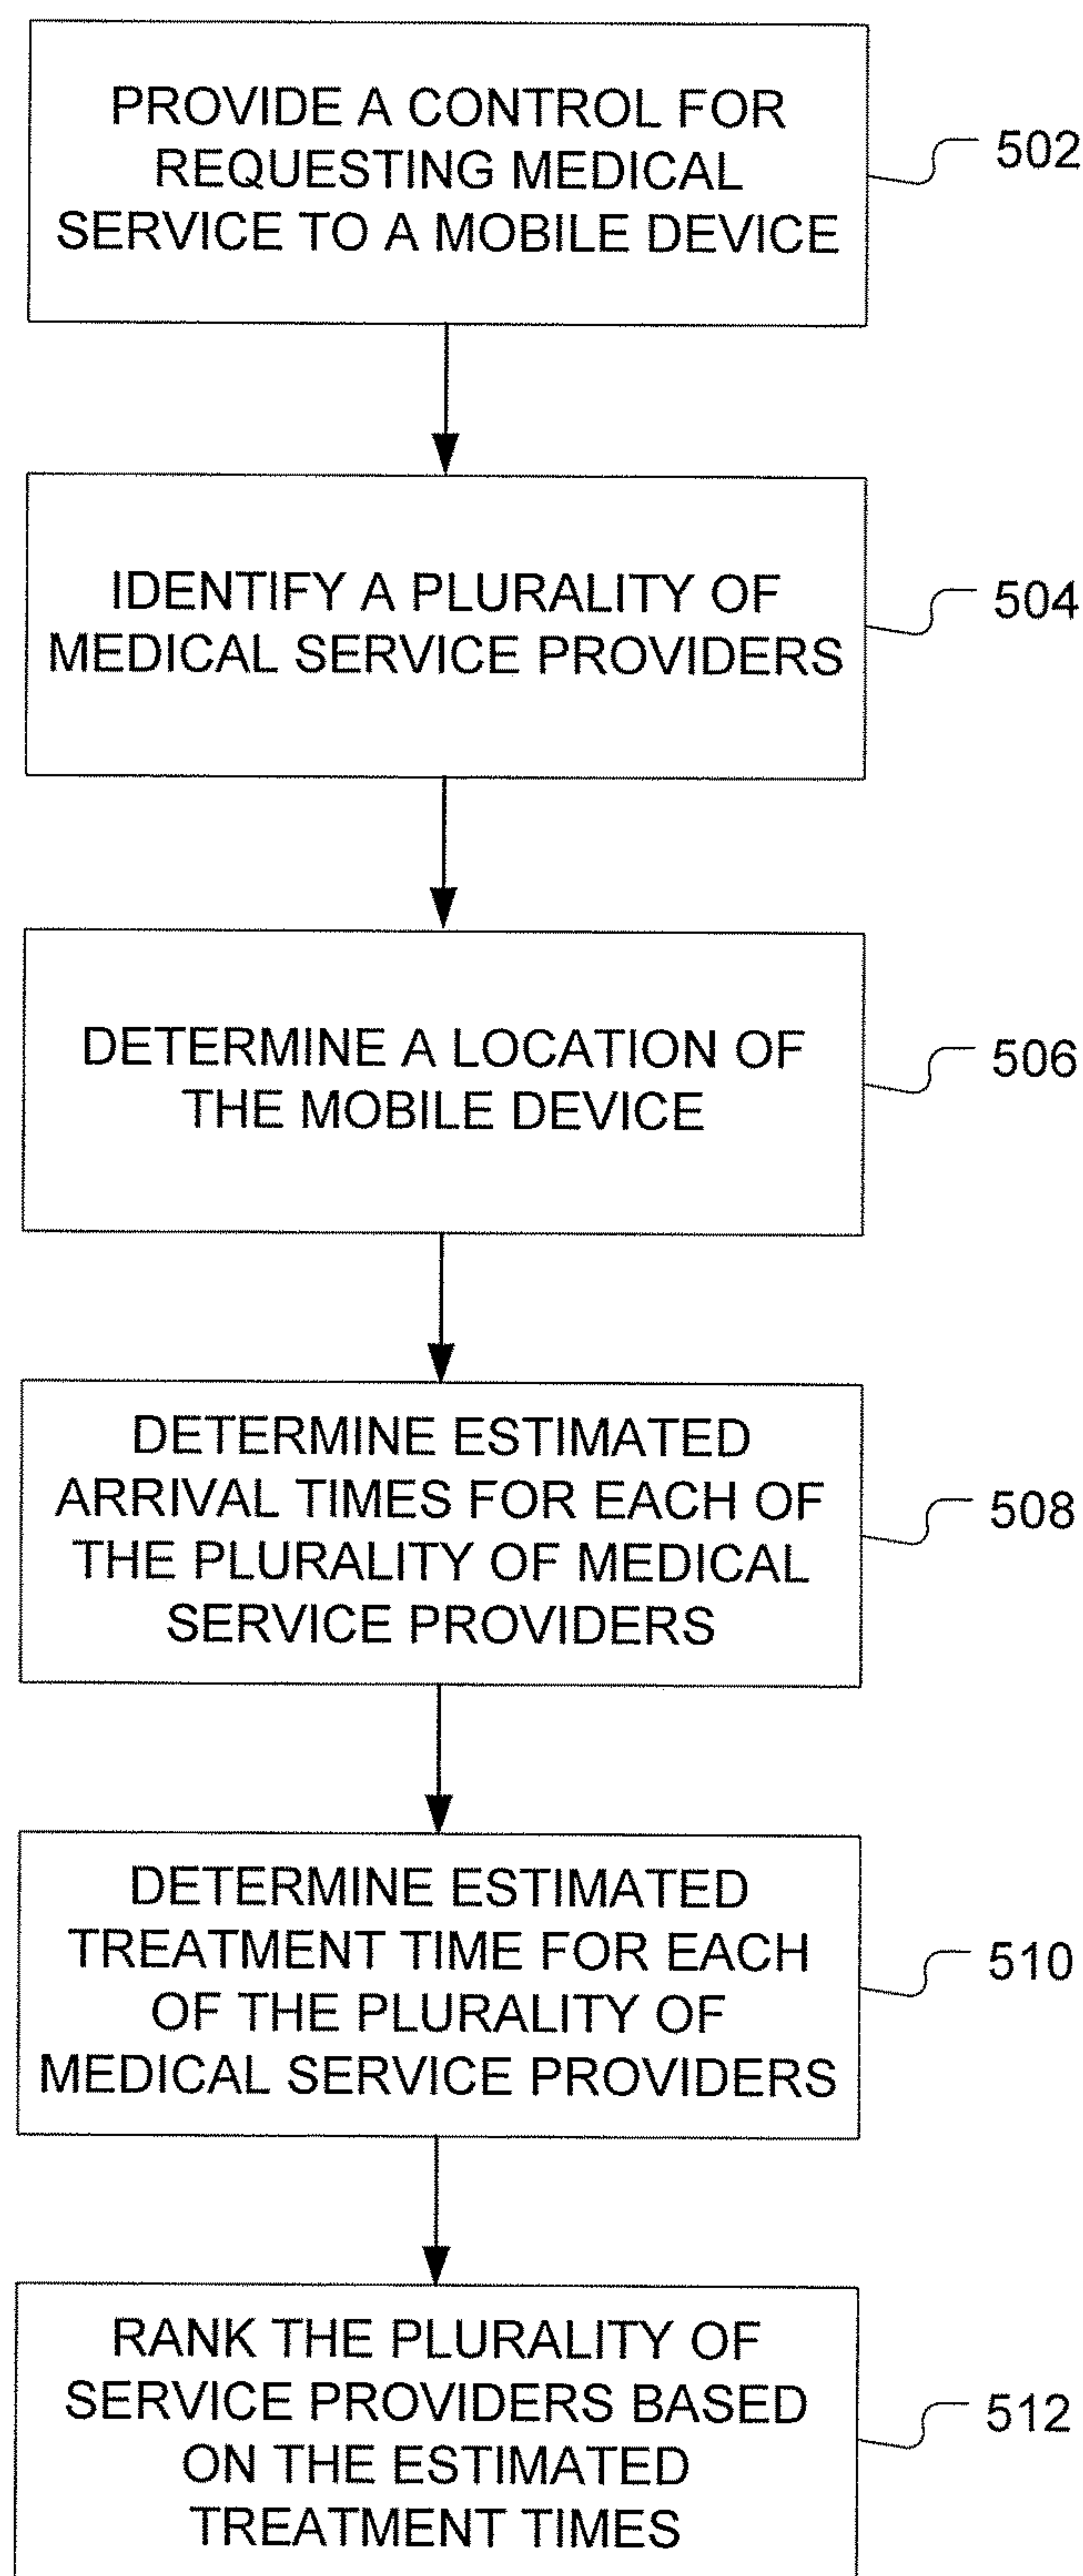 PROVIDE A CONTROL FOR
REQUESTING MEDICAL
SERVICE TO A MOBILE DEVICE
502
IDENTIFY A PLURALITY OF
MEDICAL SERVICE PROVIDERS
504
DETERMINE A LOCATION OF
THE MOBILE DEVICE
506
DETERMINE ESTIMATED
ARRIVAL TIMES FOR EACH OF
THE PLURALITY OF MEDICAL
SERVICE PROVIDERS
508
DETERMINE ESTIMATED
TREATMENT TIME FOR EACH
OF THE PLURALITY OF
MEDICAL SERVICE PROVIDERS
510
RANK THE PLURALITY OF
SERVICE PROVIDERS BASED
ON THE ESTIMATED
TREATMENT TIMES
512